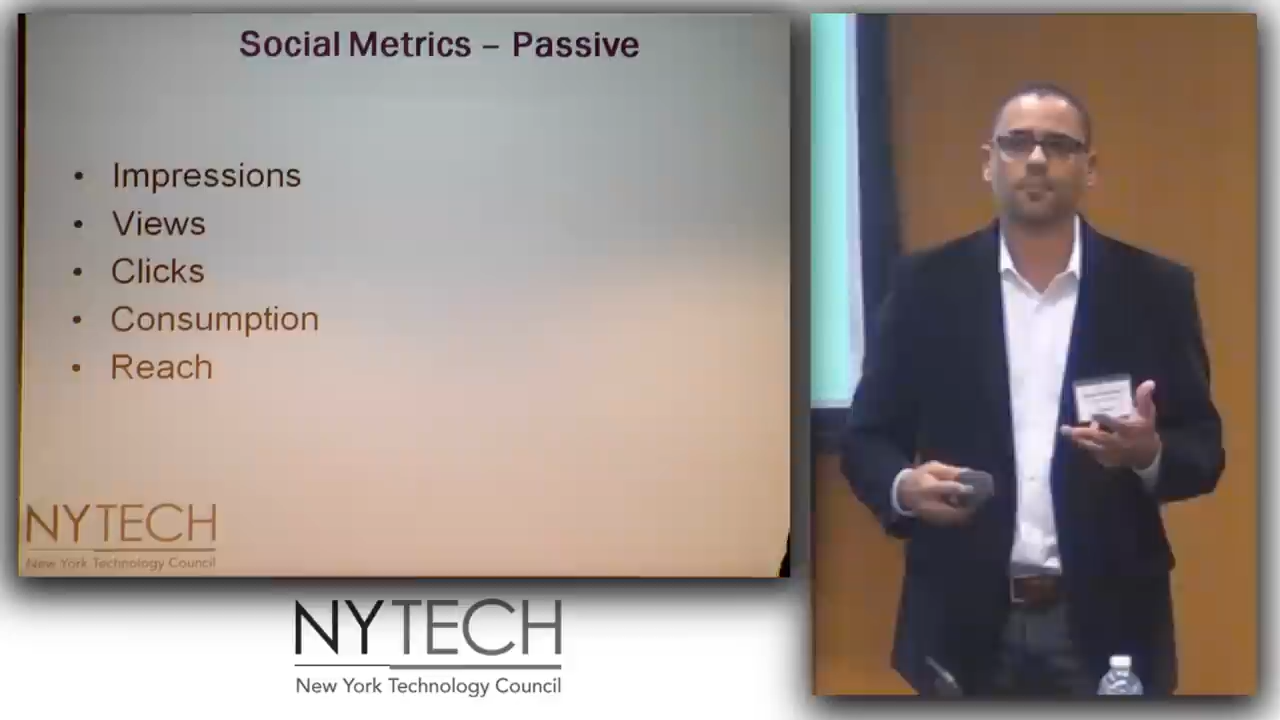 Social Metrics – Passive
• Impressions
• Views
• Clicks
• Consumption
• Reach
NYTECH
New York Technology Council
NYTECH
New York Technology Council